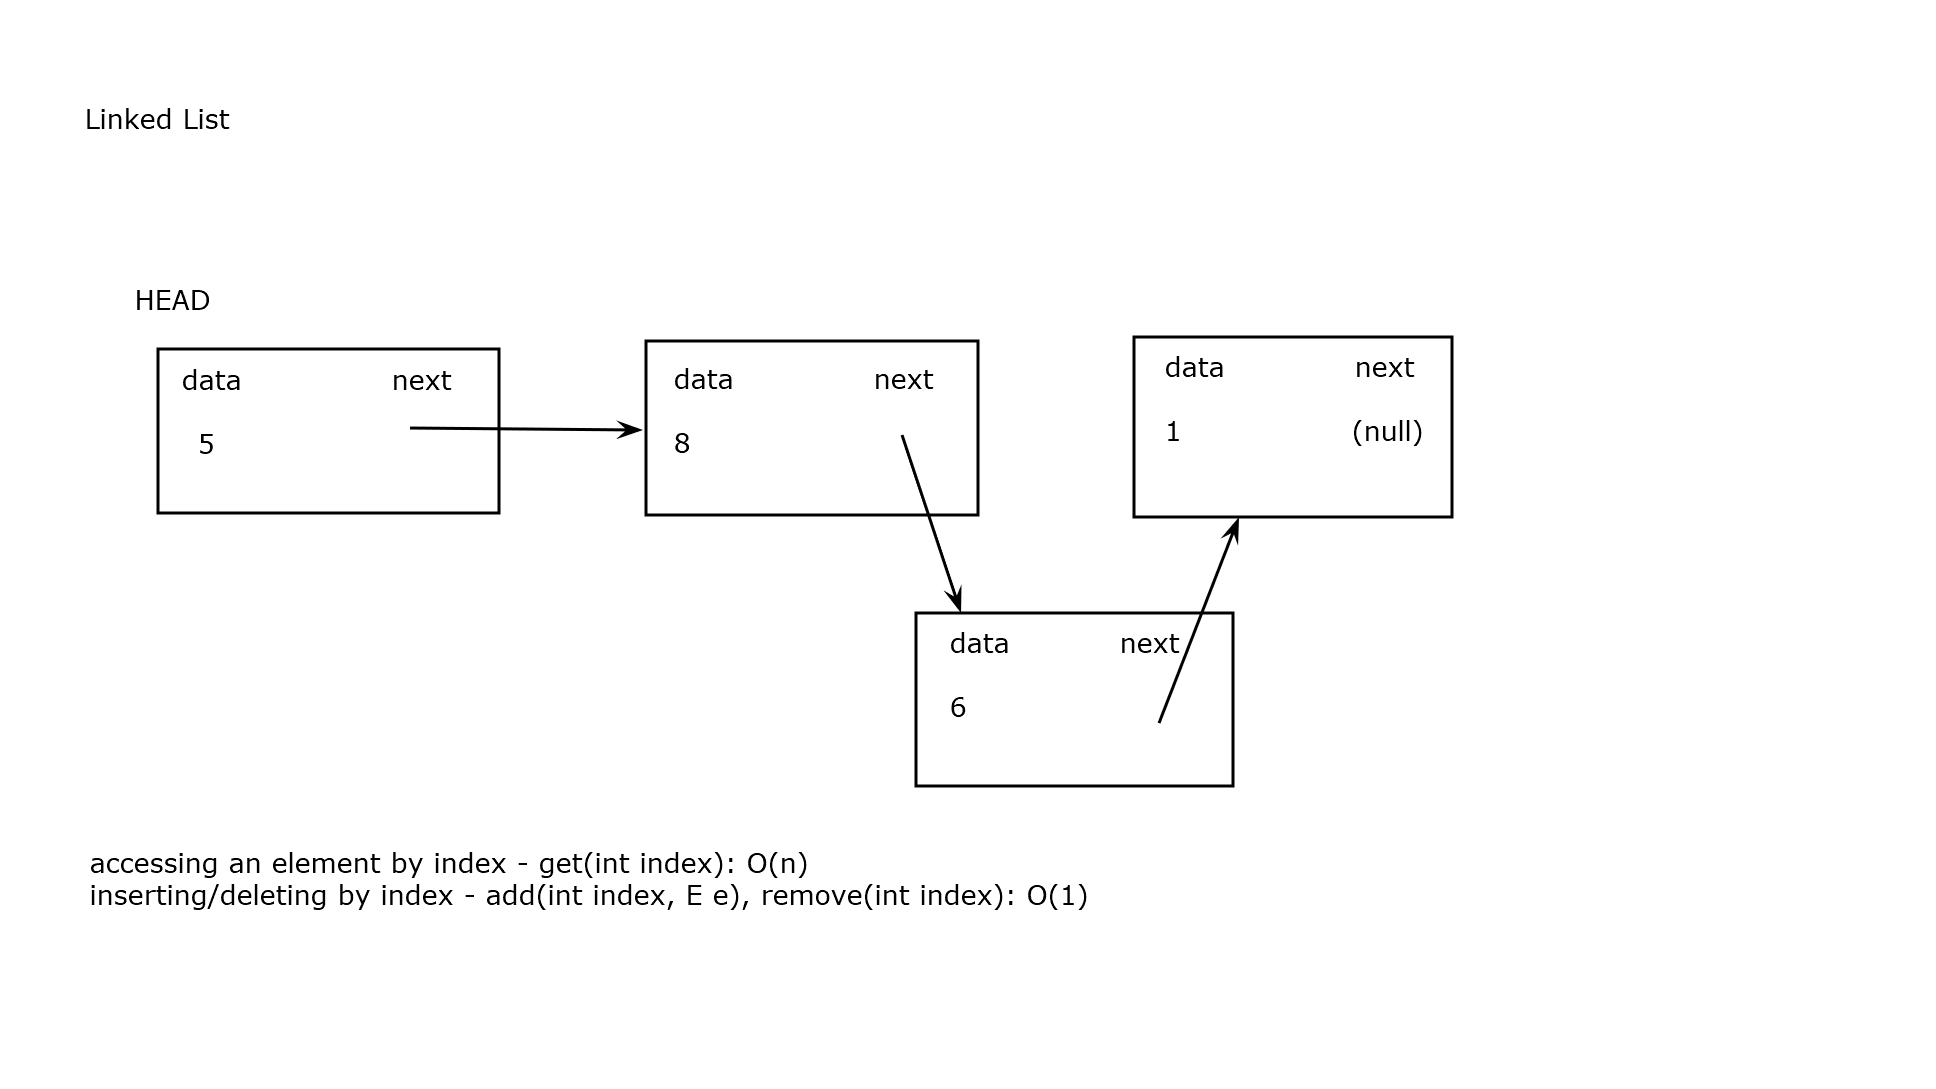 Linked List
HEAD
data next
5
data next
8
data next
1 (null)
data next
6
accessing an element by index - get(int index): O(n)
inserting/deleting by index - add(int index, E e), remove(int index): O(1)